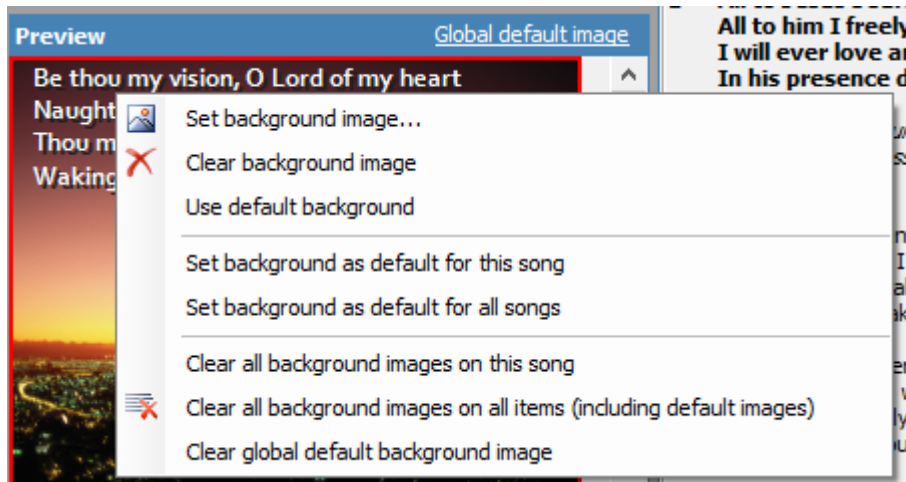 Preview Global default image
Be thou my vision, O Lord of my heart
Naught
Thou m
Waking
Set background image...
Clear background image
Use default background
Set background as default for this song
Set background as default for all songs
Clear all background images on this song
Clear all background images on all items (including default images)
Clear global default background image
All to him I freely
I will ever love a
In his presence d